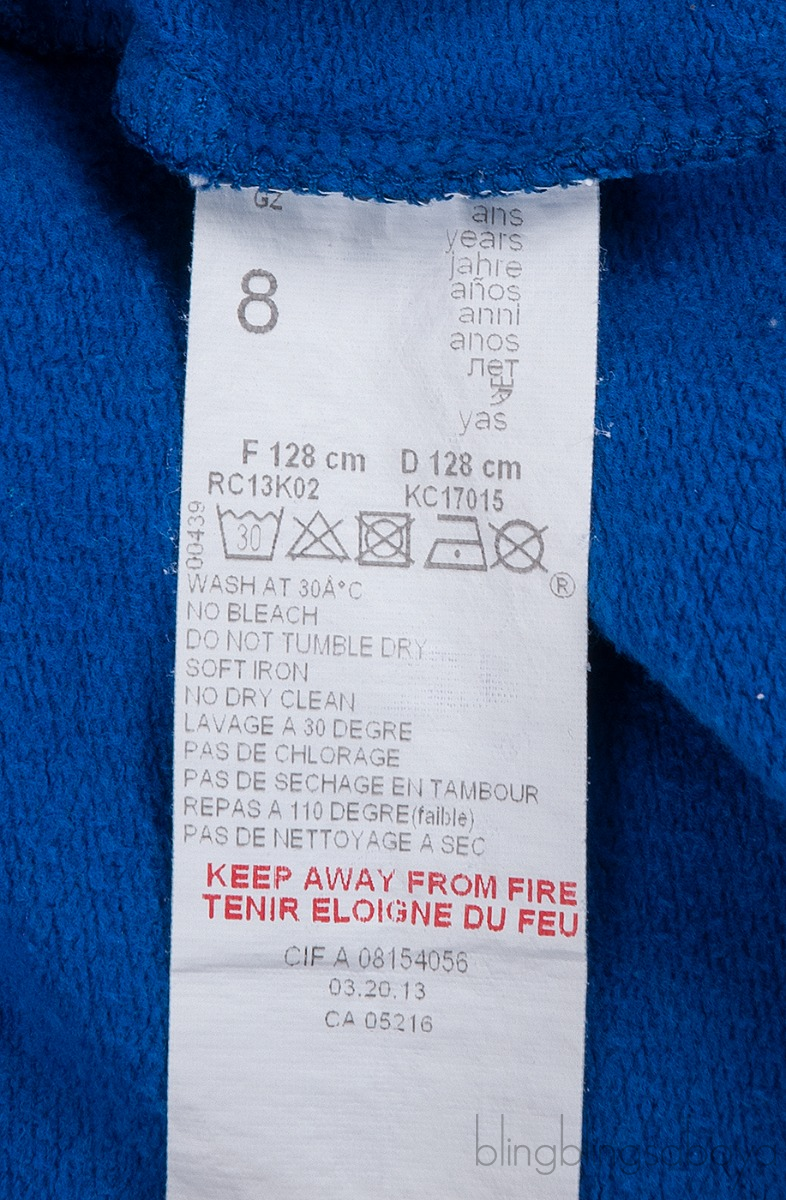 GZ
ans
years
jahre
8
años
anni
anos
лет
岁
yas
F 128 cm D 128 cm
RC13K02 KC17015
00439
30
®
WASH AT 30Â°C
NO BLEACH
DO NOT TUMBLE DRY
SOFT IRON
NO DRY CLEAN
LAVAGE A 30 DEGRE
PAS DE CHLORAGE
PAS DE SECHAGE EN TAMBOUR
REPAS A 110 DEGRE(faible)
PAS DE NETTOYAGE A SEC
KEEP AWAY FROM FIRE
TENIR ELOIGNE DU FEU
CIF A 08154056
03.20.13
CA 05216